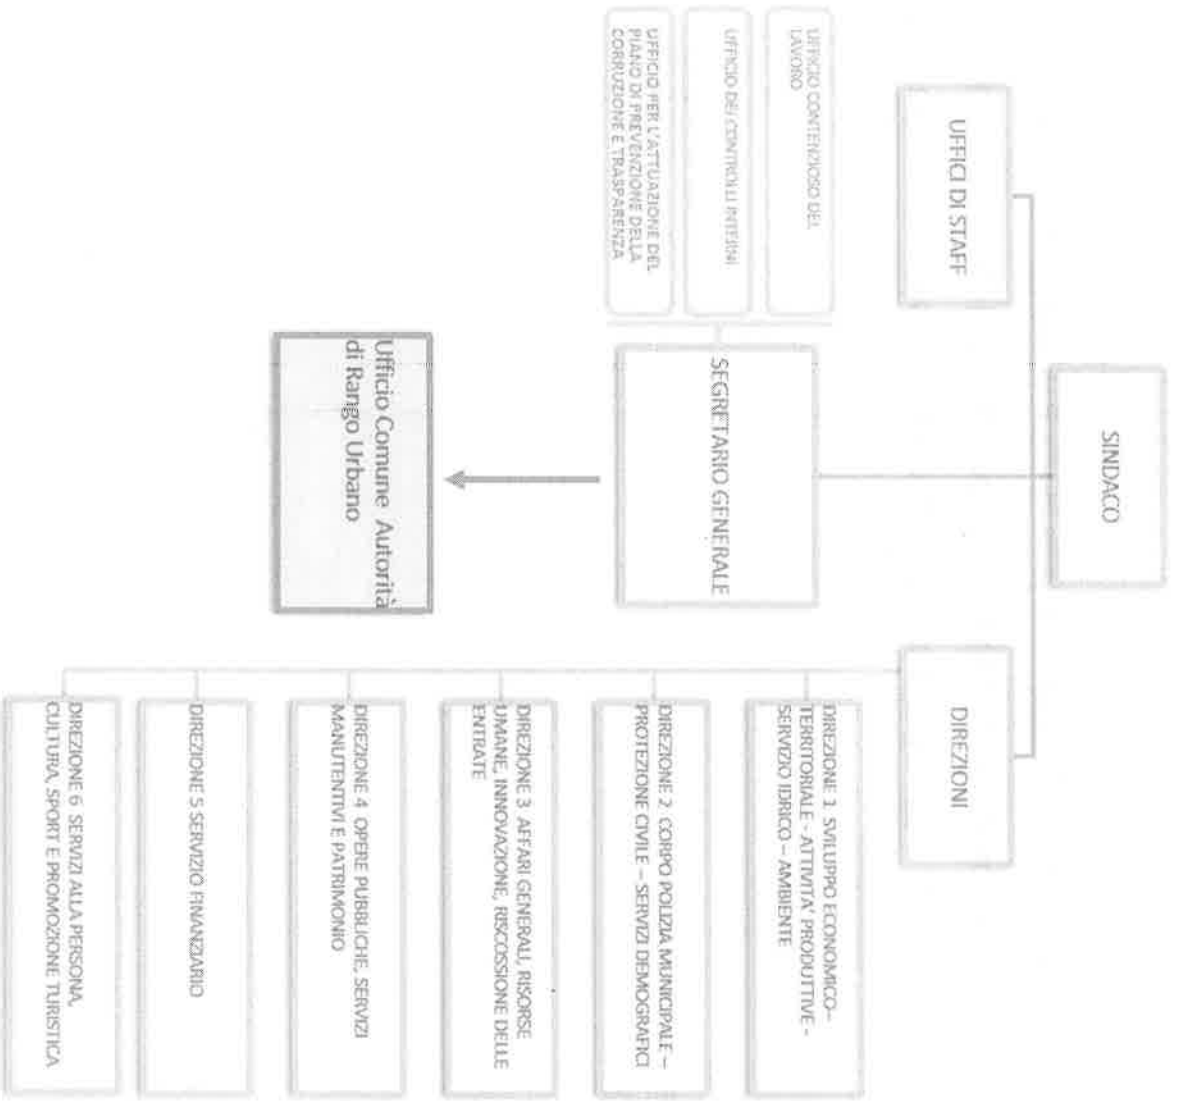 SINDACO
UFFICI DI STAFF
DIREZIONI
SEGRETARIO GENERALE
UFFICIO CONTENZIOSO DEL
LAVORO
UFFICIO DEI CONTROLLI INTERNI
UFFICIO PER L'ATTUAZIONE DEL
PIANO DI PREVENZIONE DELLA
CORRUZIONE E TRASPARENZA
Ufficio Comune Autorità
di Rango Urbano
DIREZIONE 1 SVILUPPO ECONOMICO–
TERRITORIALE - ATTIVITA' PRODUTTIVE -
SERVIZIO IDRICO – AMBIENTE
DIREZIONE 2 CORPO POLIZIA MUNICIPALE –
PROTEZIONE CIVILE – SERVIZI DEMOGRAFICI
DIREZIONE 3 AFFARI GENERALI, RISORSE
UMANE, INNOVAZIONE, RISCOSSIONE DELLE
ENTRATE
DIREZIONE 4 OPERE PUBBLICHE, SERVIZI
MANUTENTIVI E PATRIMONIO
DIREZIONE 5 SERVIZIO FINANZIARIO
DIREZIONE 6 SERVIZI ALLA PERSONA,
CULTURA, SPORT E PROMOZIONE TURISTICA